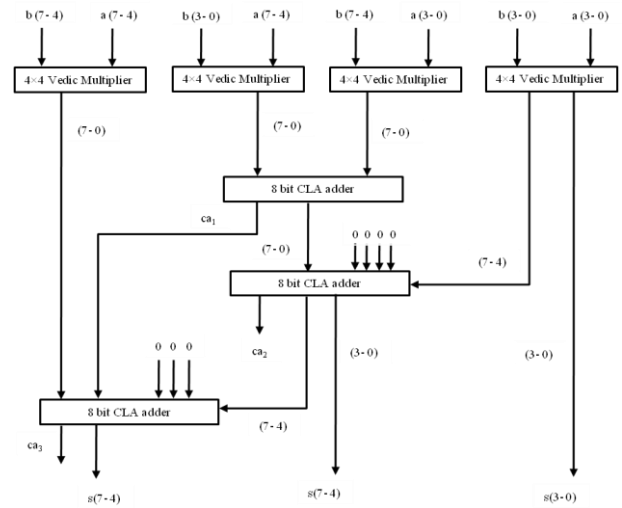 b(7-4) a(7-4) b(3-0) a(7-4) b(7-4) a(3-0) b(3-0) a(3-0)
4×4 Vedic Multiplier 4×4 Vedic Multiplier 4×4 Vedic Multiplier 4×4 Vedic Multiplier
(7-0) (7-0) (7-0)
8 bit CLA adder
ca₁
(7-0) 0 0 0 0 (7-4)
8 bit CLA adder
0 0 0 ca₂ (3-0) (3-0)
8 bit CLA adder
(7-4)
ca₃
s(7-4) s(7-4) s(3-0)